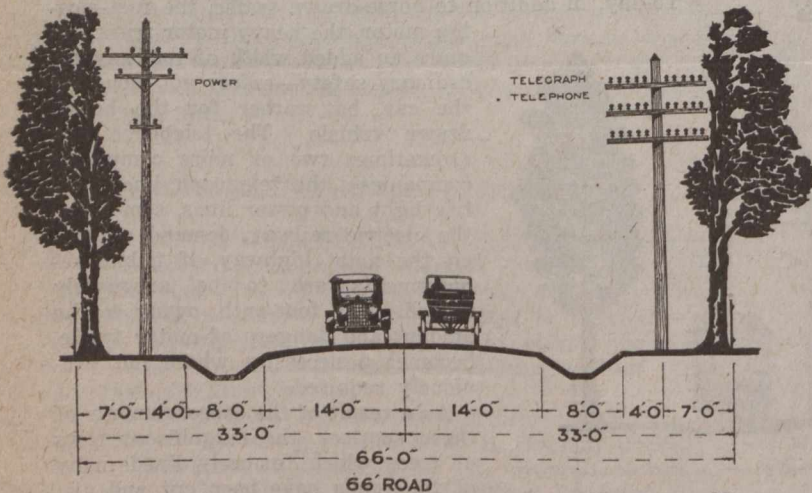 POWER
TELEGRAPH
TELEPHONE
7'-0" 4'-0" 8'-0" 14'-0" 14'-0" 8'-0" 4'-0" 7'-0"
33'-0" 33'-0"
66'-0"
66' ROAD